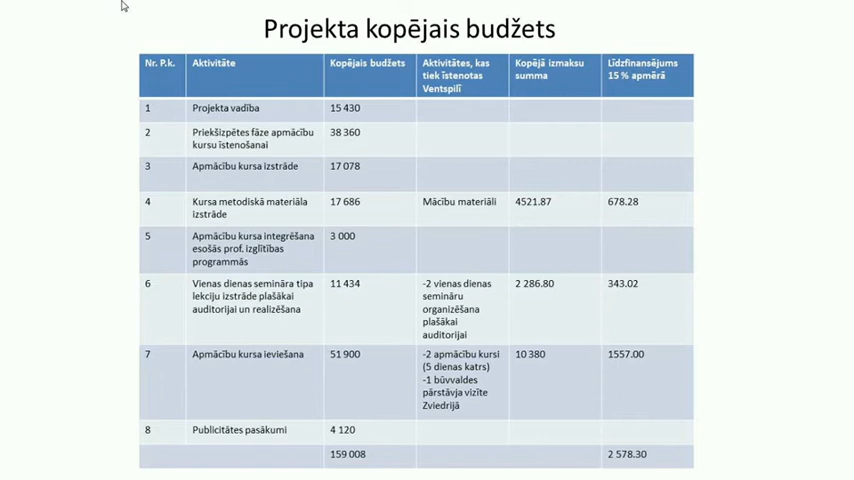 Projekta kopējais budžets
Nr. P.k. Aktivitāte Kopējais budžets Aktivitātes, kas Kopējā izmaksu Līdzfinansējums
tiek īstenotas summa 15 % apmērā
Ventspilī
1 Projekta vadība 15 430
2 Priekšizpētes fāze apmācību 38 360
kursu īstenošanai
3 Apmācību kursa izstrāde 17 078
4 Kursa metodiskā materiāla 17 686 Mācību materiāli 4521.87 678.28
izstrāde
5 Apmācību kursa integrēšana 3 000
esošās prof. izglītības
programmās
6 Vienas dienas semināra tipa 11 434 -2 vienas dienas 2 286.80 343.02
lekciju izstrāde plašākai semināru
auditorijai un realizēšana organizēšana
plašākai
auditorijai
7 Apmācību kursa ieviešana 51 900 -2 apmācību kursi 10 380 1557.00
(5 dienas katrs)
-1 būvvaldes
pārstāvja vizīte
Zviedrijā
8 Publicitātes pasākumi 4 120
159 008 2 578.30